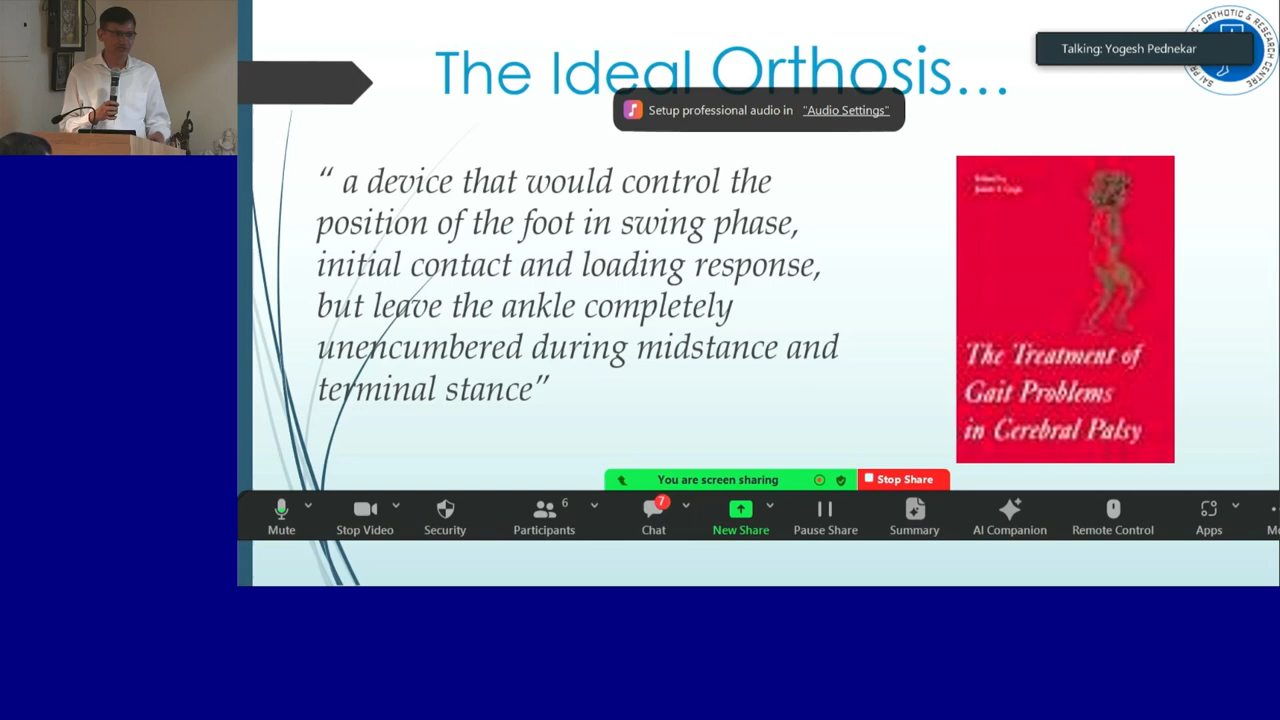 The Ideal Orthosis...
Talking: Yogesh Pednekar
Setup professional audio in "Audio Settings"
“ a device that would control the
position of the foot in swing phase,
initial contact and loading response,
but leave the ankle completely
unencumbered during midstance and
terminal stance”
The Treatment of
Gait Problems
in Cerebral Palsy
ORTHOTIC & RESEARCH CENTRE
You are screen sharing
Stop Share
Mute
Stop Video
Security
Participants
6
Chat
7
New Share
Pause Share
Summary
AI Companion
Remote Control
Apps